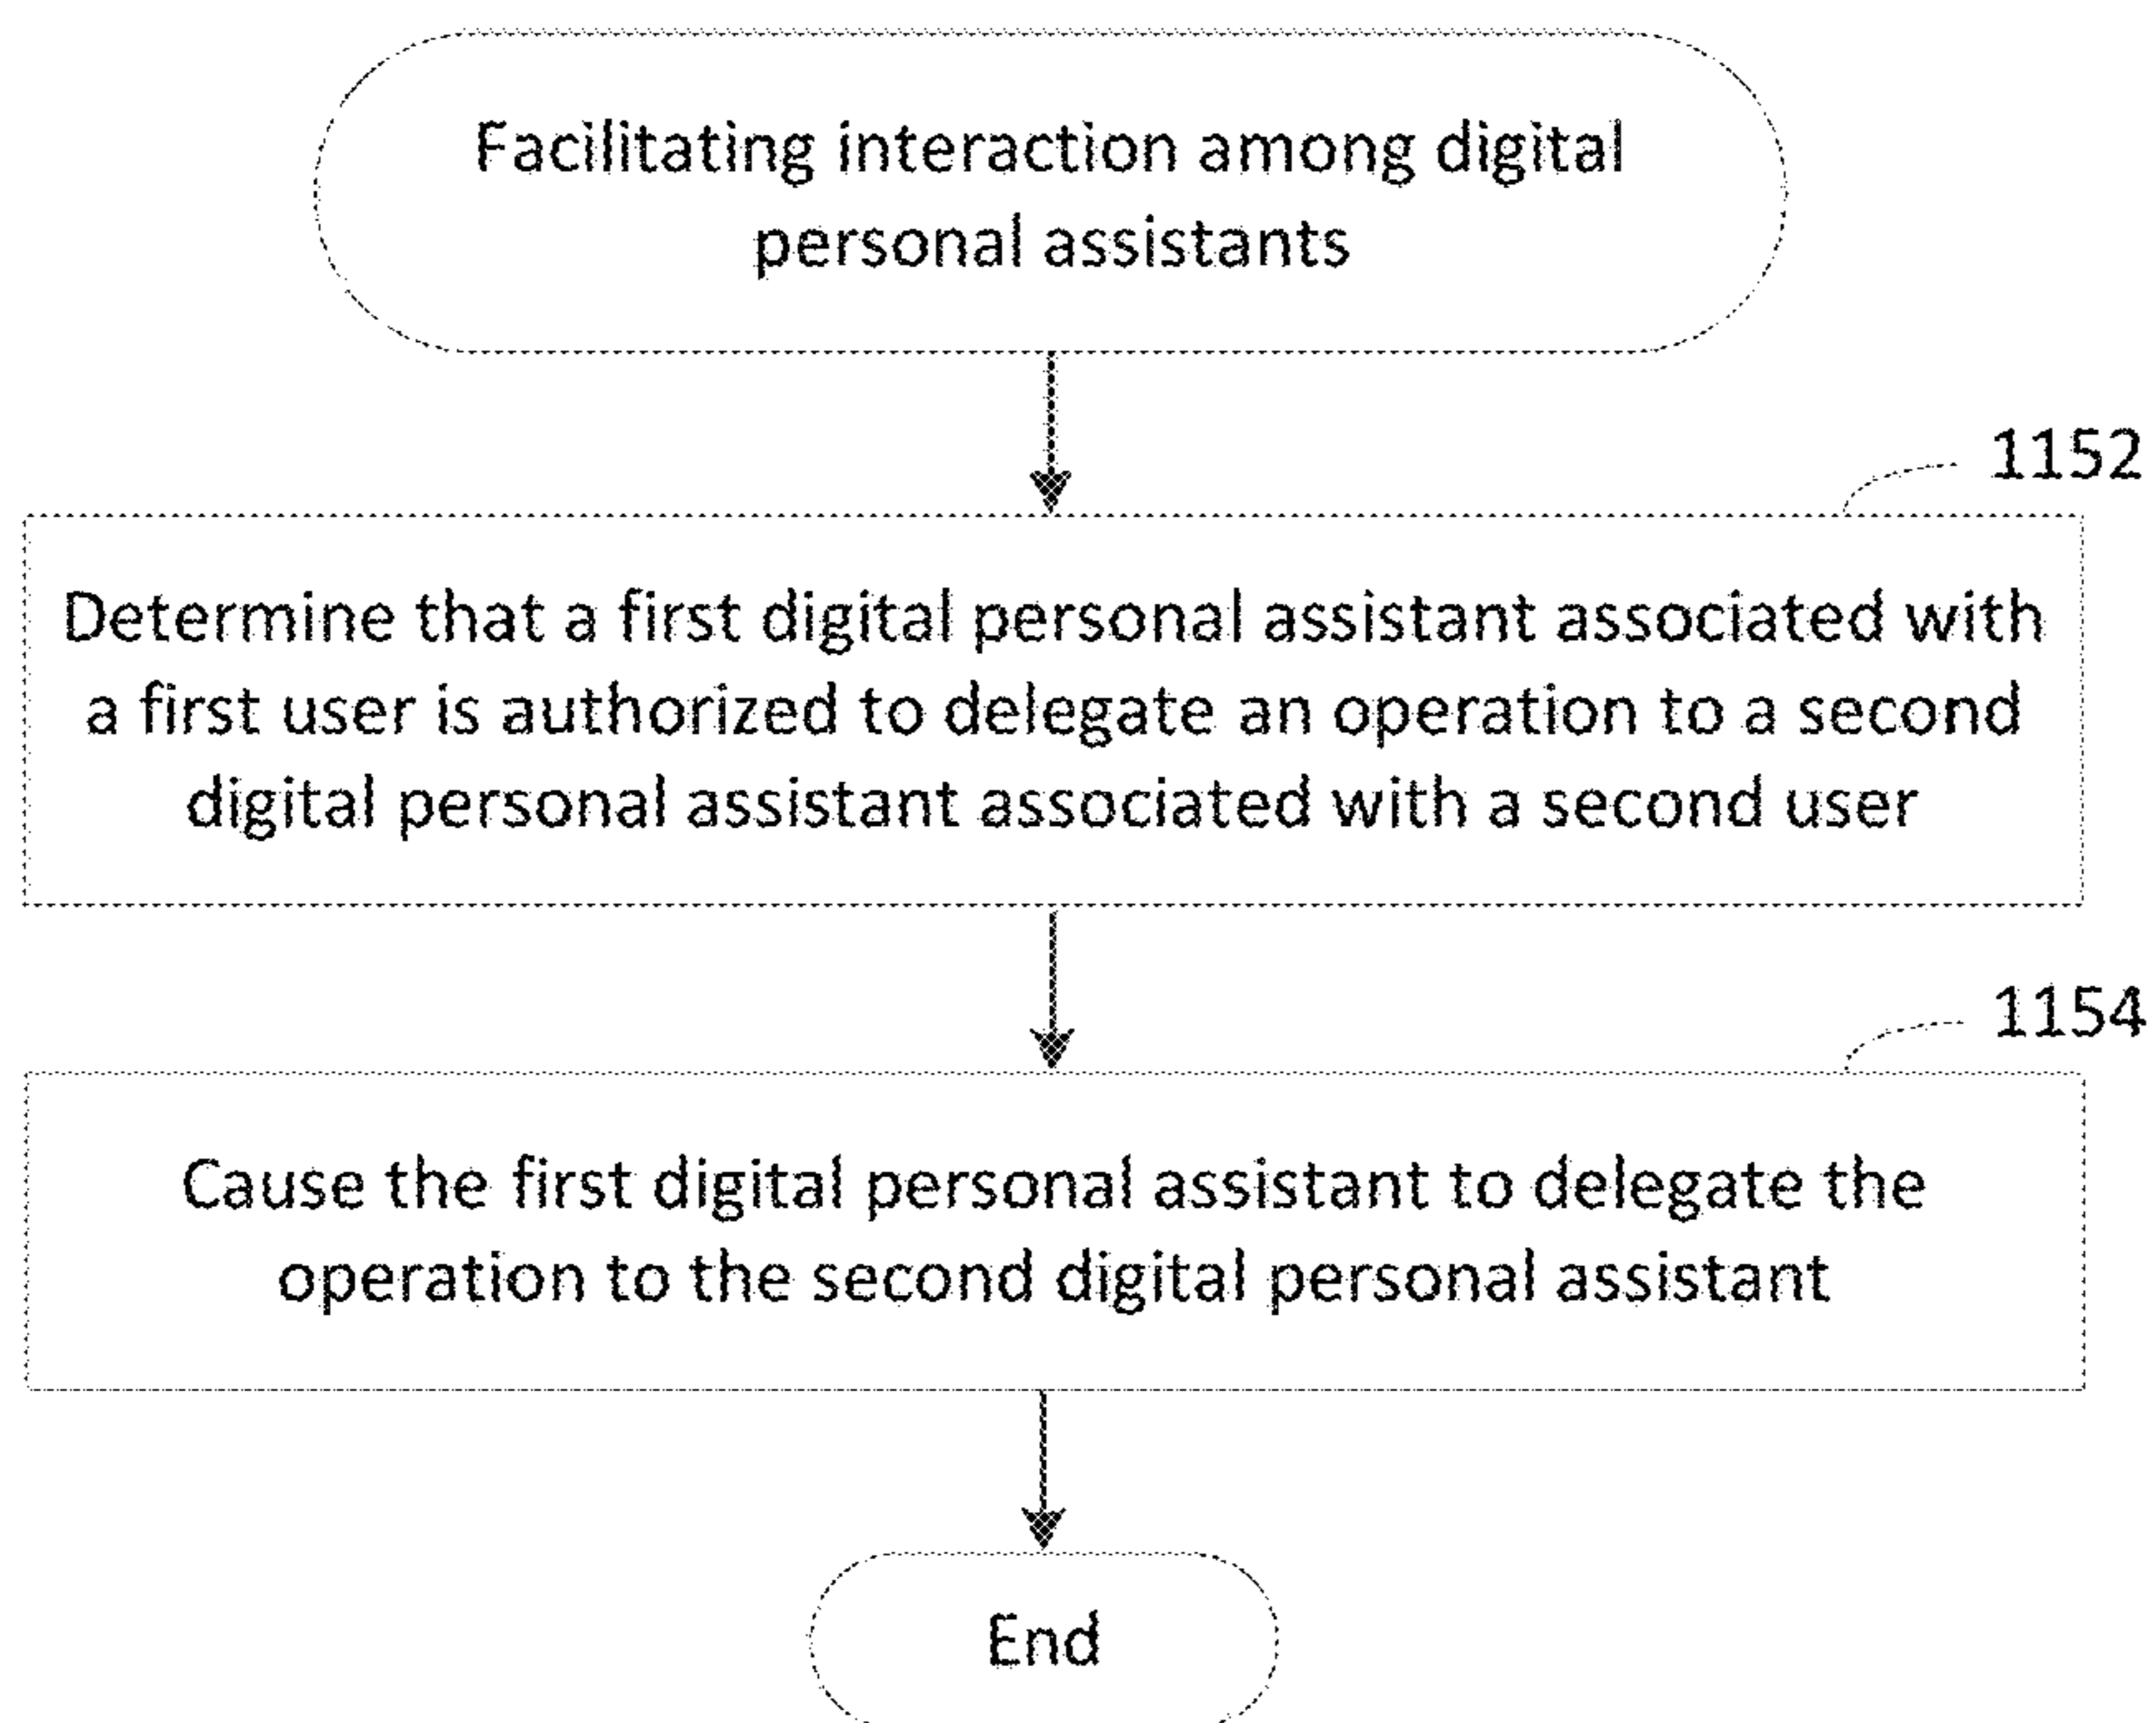 Facilitating interaction among digital
personal assistants
1152
Determine that a first digital personal assistant associated with
a first user is authorized to delegate an operation to a second
digital personal assistant associated with a second user
1154
Cause the first digital personal assistant to delegate the
operation to the second digital personal assistant
End